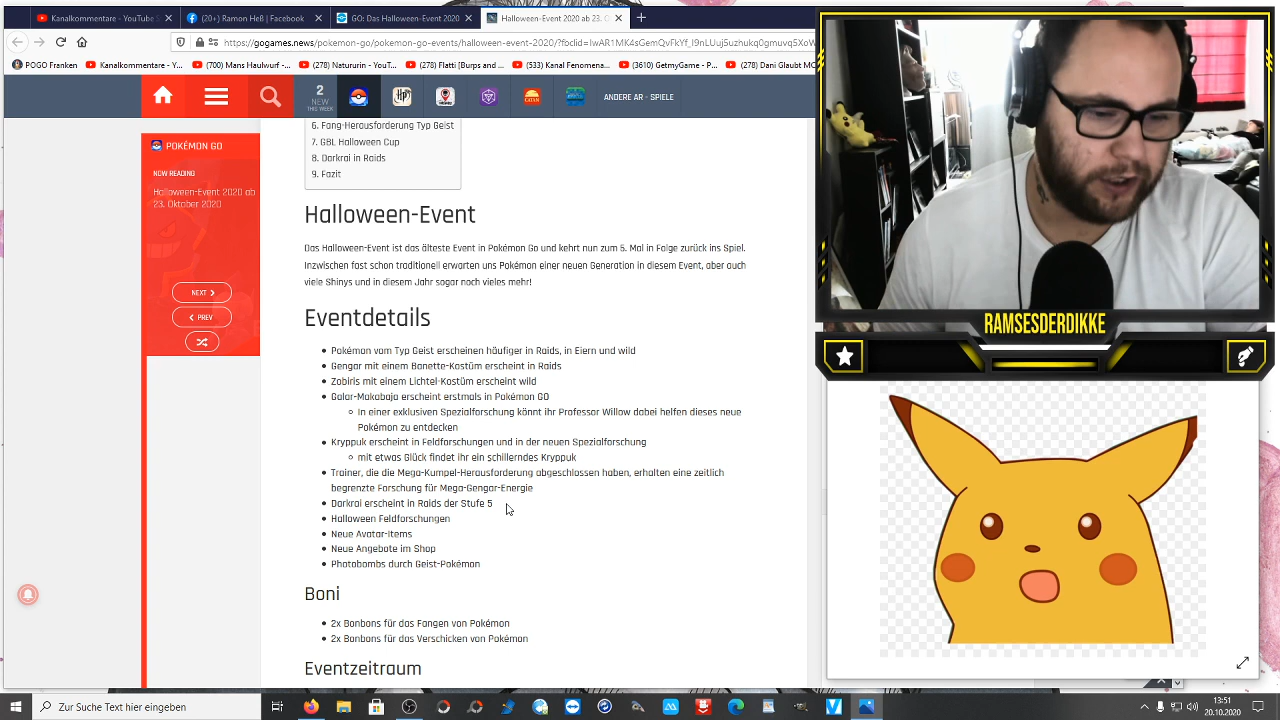 Kanalkommentare - YouTube S
(20+) Ramon Heß | Facebook
GO: Das Halloween-Event 2020
Halloween-Event 2020 ab 23. O
https://gogames.news/pokemon-go/pokemon-go-events/halloween-event-2020/?fbclid=IwAR1MK4sGemQvFkYf_I9nLUuj5uzhukq0gmuvq5XoW
POGO Franken
Kanalkommentare - Y...
(700) Mans Haulwurf - ...
(278) Natururin - YouT...
(278) Flatti [Burps and ...
(533) Kanal Fenomena...
(3610) GetmyGame - P...
(278) Dani Glaubt MC
2
NEW
THIS WEEK
CATAN
ANDERE AR - SPIELE
POKÉMON GO
NOW READING
Halloween-Event 2020 ab
23. Oktober 2020
NEXT
PREV
6. Fang-Herausforderung Typ Geist
7. GBL Halloween Cup
8. Darkrai in Raids
9. Fazit
Halloween-Event
Das Halloween-Event ist das älteste Event in Pokémon Go und kehrt nun zum 5. Mal in Folge zurück ins Spiel.
Inzwischen fast schon traditionell erwarten uns Pokémon einer neuen Generation in diesem Event, aber auch
viele Shinys und in diesem Jahr sogar noch vieles mehr!
Eventdetails
Pokémon vom Typ Geist erscheinen häufiger in Raids, in Eiern und wild
Gengar mit einem Banette-Kostüm erscheint in Raids
Zobiris mit einem Lichtel-Kostüm erscheint wild
Galar-Makabaja erscheint erstmals in Pokémon GO
In einer exklusiven Spezialforschung könnt ihr Professor Willow dabei helfen dieses neue
Pokémon zu entdecken
Kryppuk erscheint in Feldforschungen und in der neuen Spezialforschung
mit etwas Glück findet ihr ein schillerndes Kryppuk
Trainer, die die Mega-Kumpel-Herausforderung abgeschlossen haben, erhalten eine zeitlich
begrenzte Forschung für Mega-Gengar-Energie
Darkrai erscheint in Raids der Stufe 5
Halloween Feldforschungen
Neue Avatar-Items
Neue Angebote im Shop
Photobombs durch Geist-Pokémon
Boni
2x Bonbons für das Fangen von Pokémon
2x Bonbons für das Verschicken von Pokémon
Eventzeitraum
RAMSESDERDIKKE
Zur Suche Text hier eingeben
13:51
20.10.2020